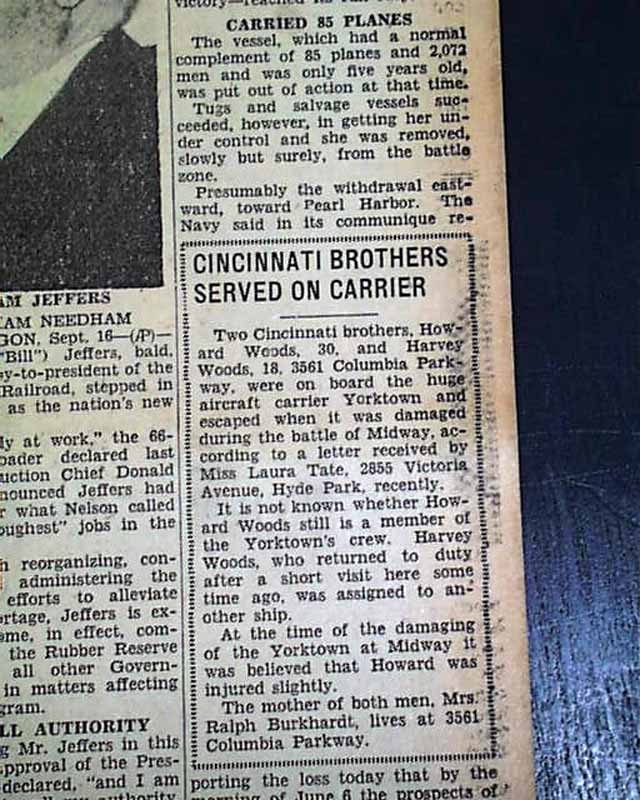 CARRIED 85 PLANES
The vessel, which had a normal
complement of 85 planes and 2,072
men and was only five years old,
was put out of action at that time.
Tugs and salvage vessels suc-
ceeded, however, in getting her un-
der control and she was removed,
slowly but surely, from the battle
zone.
Presumably the withdrawal east-
ward, toward Pearl Harbor. The
Navy said in its communique re-
CINCINNATI BROTHERS
SERVED ON CARRIER
Two Cincinnati brothers, How-
ard Woods, 30, and Harvey
Woods, 18, 3561 Columbia Park-
way, were on board the huge
aircraft carrier Yorktown and
escaped when it was damaged
during the battle of Midway, ac-
cording to a letter received by
Miss Laura Tate, 2855 Victoria
Avenue, Hyde Park, recently.
It is not known whether How-
ard Woods still is a member of
the Yorktown's crew. Harvey
Woods, who returned to duty
after a short visit here some
time ago, was assigned to an-
other ship.
At the time of the damaging
of the Yorktown at Midway it
was believed that Howard was
injured slightly.
The mother of both men, Mrs.
Ralph Burkhardt, lives at 3561
Columbia Parkway.
porting the loss today that by the
morning of June 6 the prospects of
AM JEFFERS
AM NEEDHAM
GON, Sept. 16—(AP)—
"Bill") Jeffers, bald,
y-to-president of the
Railroad, stepped in
as the nation's new
ly at work," the 66-
oader declared last
uction Chief Donald
nounced Jeffers had
r what Nelson called
oughest" jobs in the
n reorganizing, con-
administering the
efforts to alleviate
rtage, Jeffers is ex-
ome, in effect, com-
the Rubber Reserve
all other Govern-
in matters affecting
gram.
LL AUTHORITY
g Mr. Jeffers in this
pproval of the Pres-
declared, "and I am
authority